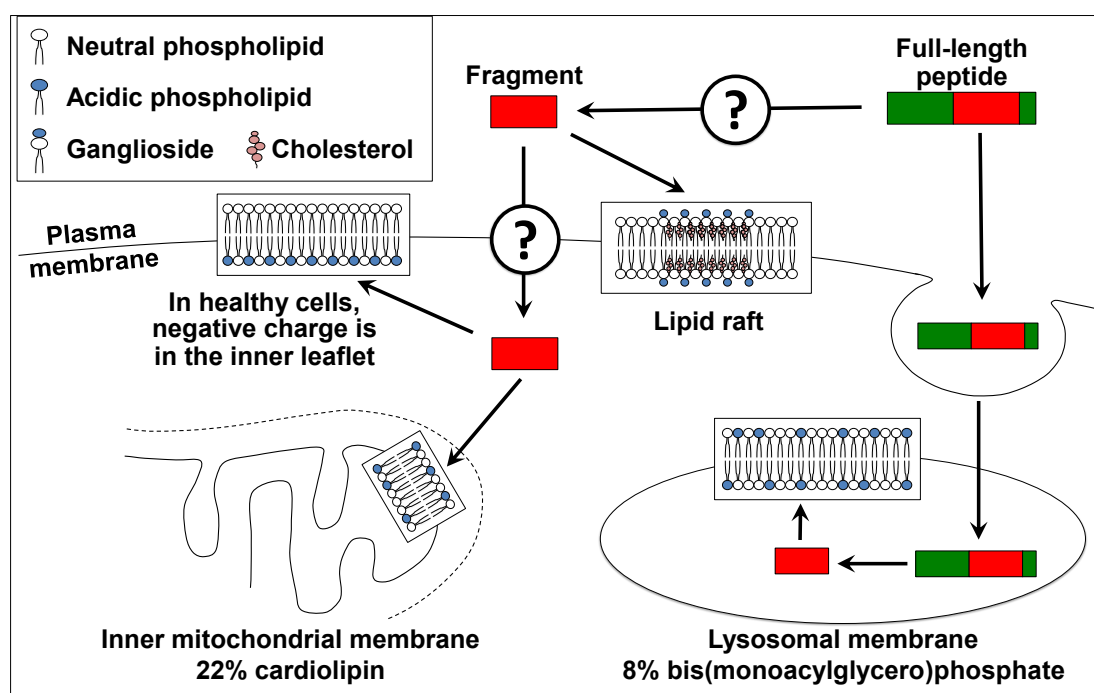 Neutral phospholipid
Acidic phospholipid
Ganglioside
Cholesterol
Fragment
Full-length
peptide
?
?
Plasma
membrane
In healthy cells,
negative charge is
in the inner leaflet
Lipid raft
Inner mitochondrial membrane
22% cardiolipin
Lysosomal membrane
8% bis(monoacylglycero)phosphate